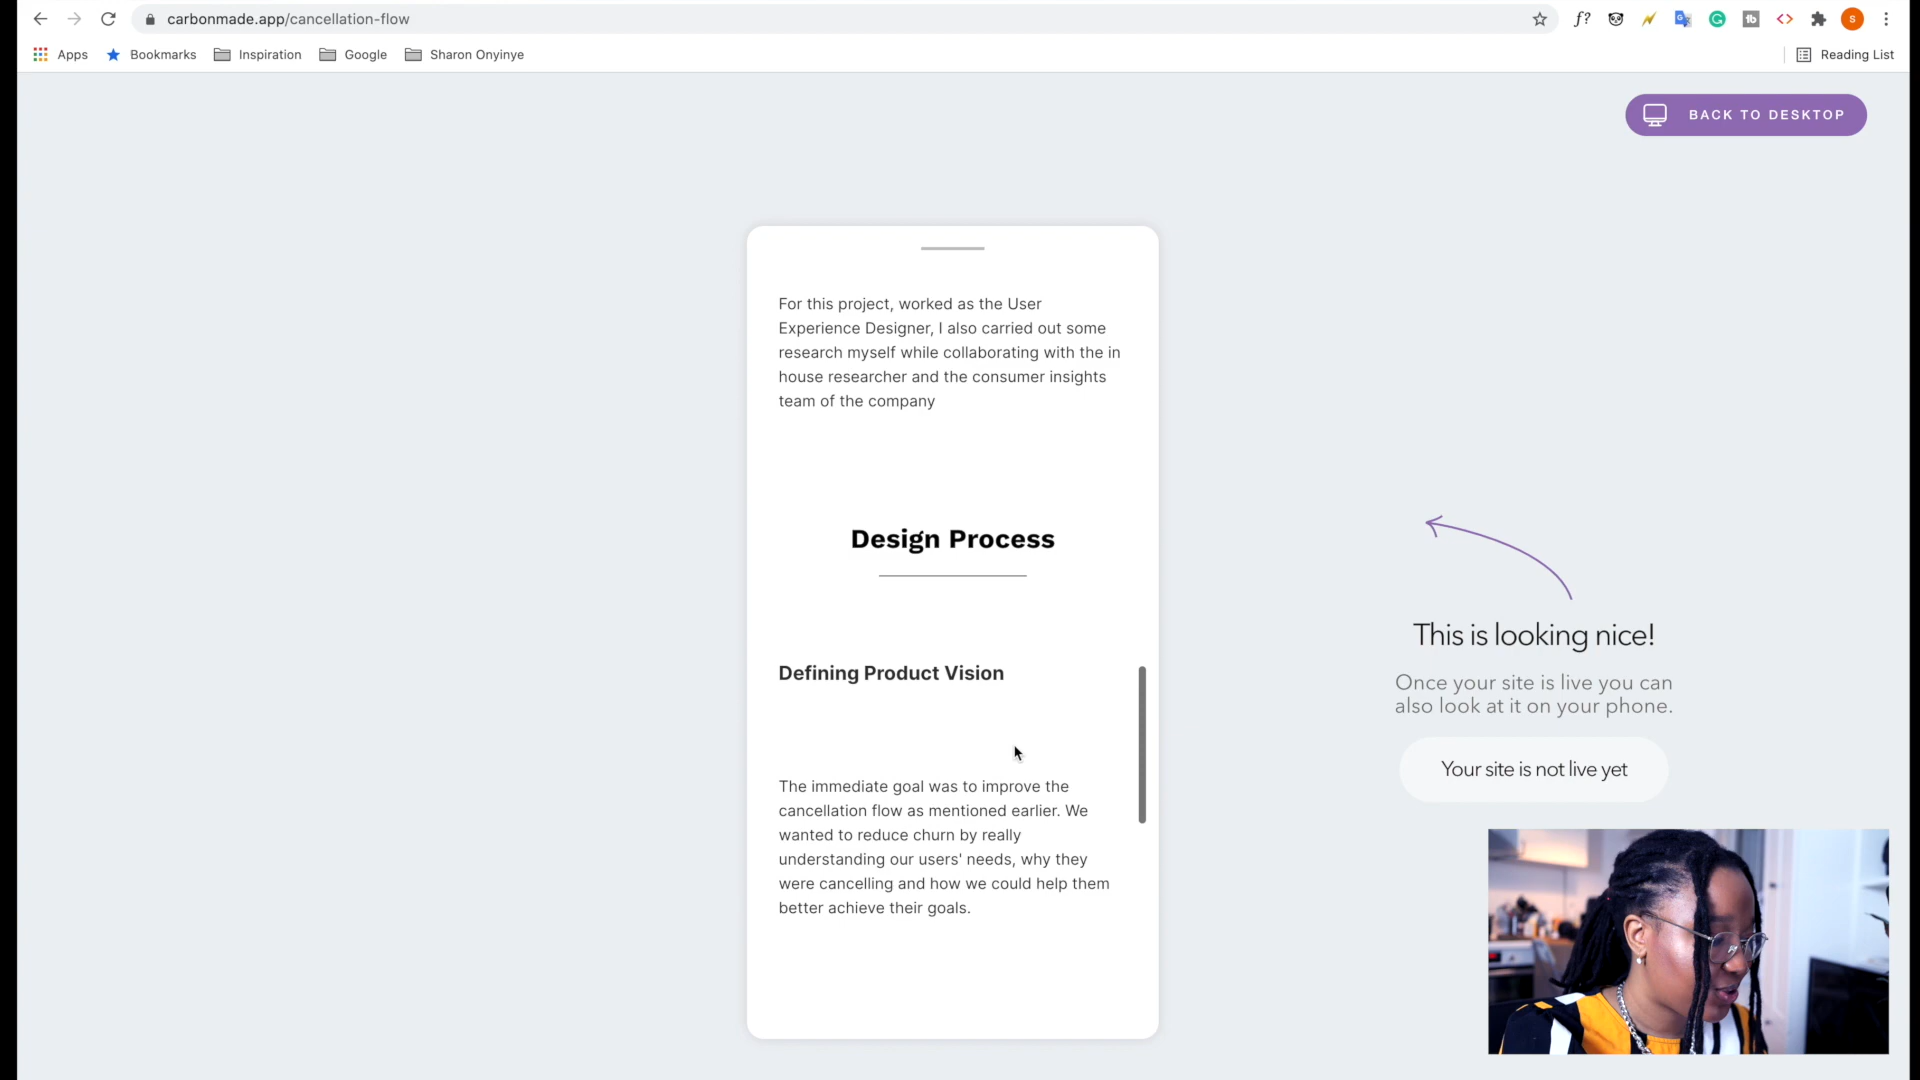 carbonmade.app/cancellation-flow
f?
S
Apps
Bookmarks
Inspiration
Google
Sharon Onyinye
Reading List
BACK TO DESKTOP
For this project, worked as the User
Experience Designer, I also carried out some
research myself while collaborating with the in
house researcher and the consumer insights
team of the company
Design Process
Defining Product Vision
The immediate goal was to improve the
cancellation flow as mentioned earlier. We
wanted to reduce churn by really
understanding our users' needs, why they
were cancelling and how we could help them
better achieve their goals.
This is looking nice!
Once your site is live you can
also look at it on your phone.
Your site is not live yet